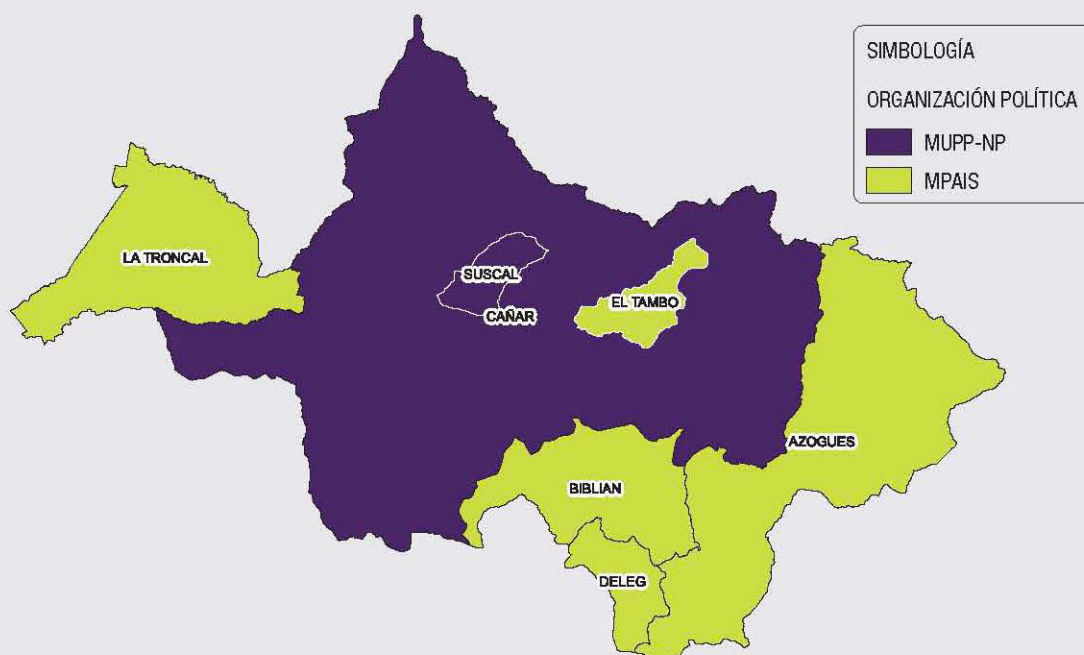 SIMBOLOGÍA
ORGANIZACIÓN POLÍTICA
MUPP-NP
MPAIS
LA TRONCAL
SUSCAL
CAÑAR
EL TAMBO
AZOGUES
BIBLIAN
DELEG